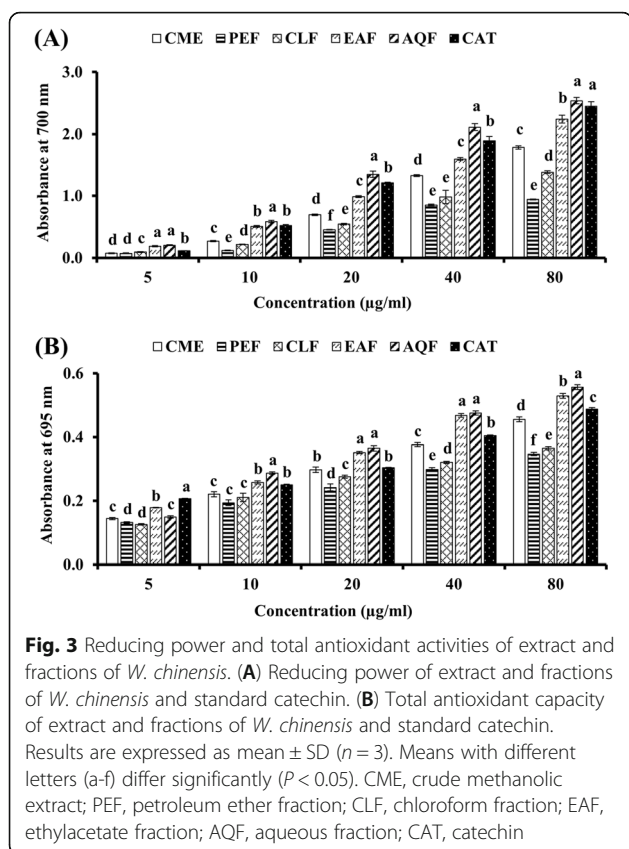 (A)
CME PEF CLF EAF AQF CAT
Absorbance at 700 nm
3.0
2.0
1.0
0.0
d d c a a b
c e d b a b
d f e c a b
d e e c a b
c e d b a a
5 10 20 40 80
Concentration (µg/ml)
(B)
CME PEF CLF EAF AQF CAT
Absorbance at 695 nm
0.6
0.4
0.2
0.0
c d d b c a
c c c b a b
b d c a a b
c e d a a b
d f e b a c
5 10 20 40 80
Concentration (µg/ml)
Fig. 3 Reducing power and total antioxidant activities of extract and
fractions of W. chinensis. (A) Reducing power of extract and fractions
of W. chinensis and standard catechin. (B) Total antioxidant capacity
of extract and fractions of W. chinensis and standard catechin.
Results are expressed as mean ± SD (n = 3). Means with different
letters (a-f) differ significantly (P < 0.05). CME, crude methanolic
extract; PEF, petroleum ether fraction; CLF, chloroform fraction; EAF,
ethylacetate fraction; AQF, aqueous fraction; CAT, catechin